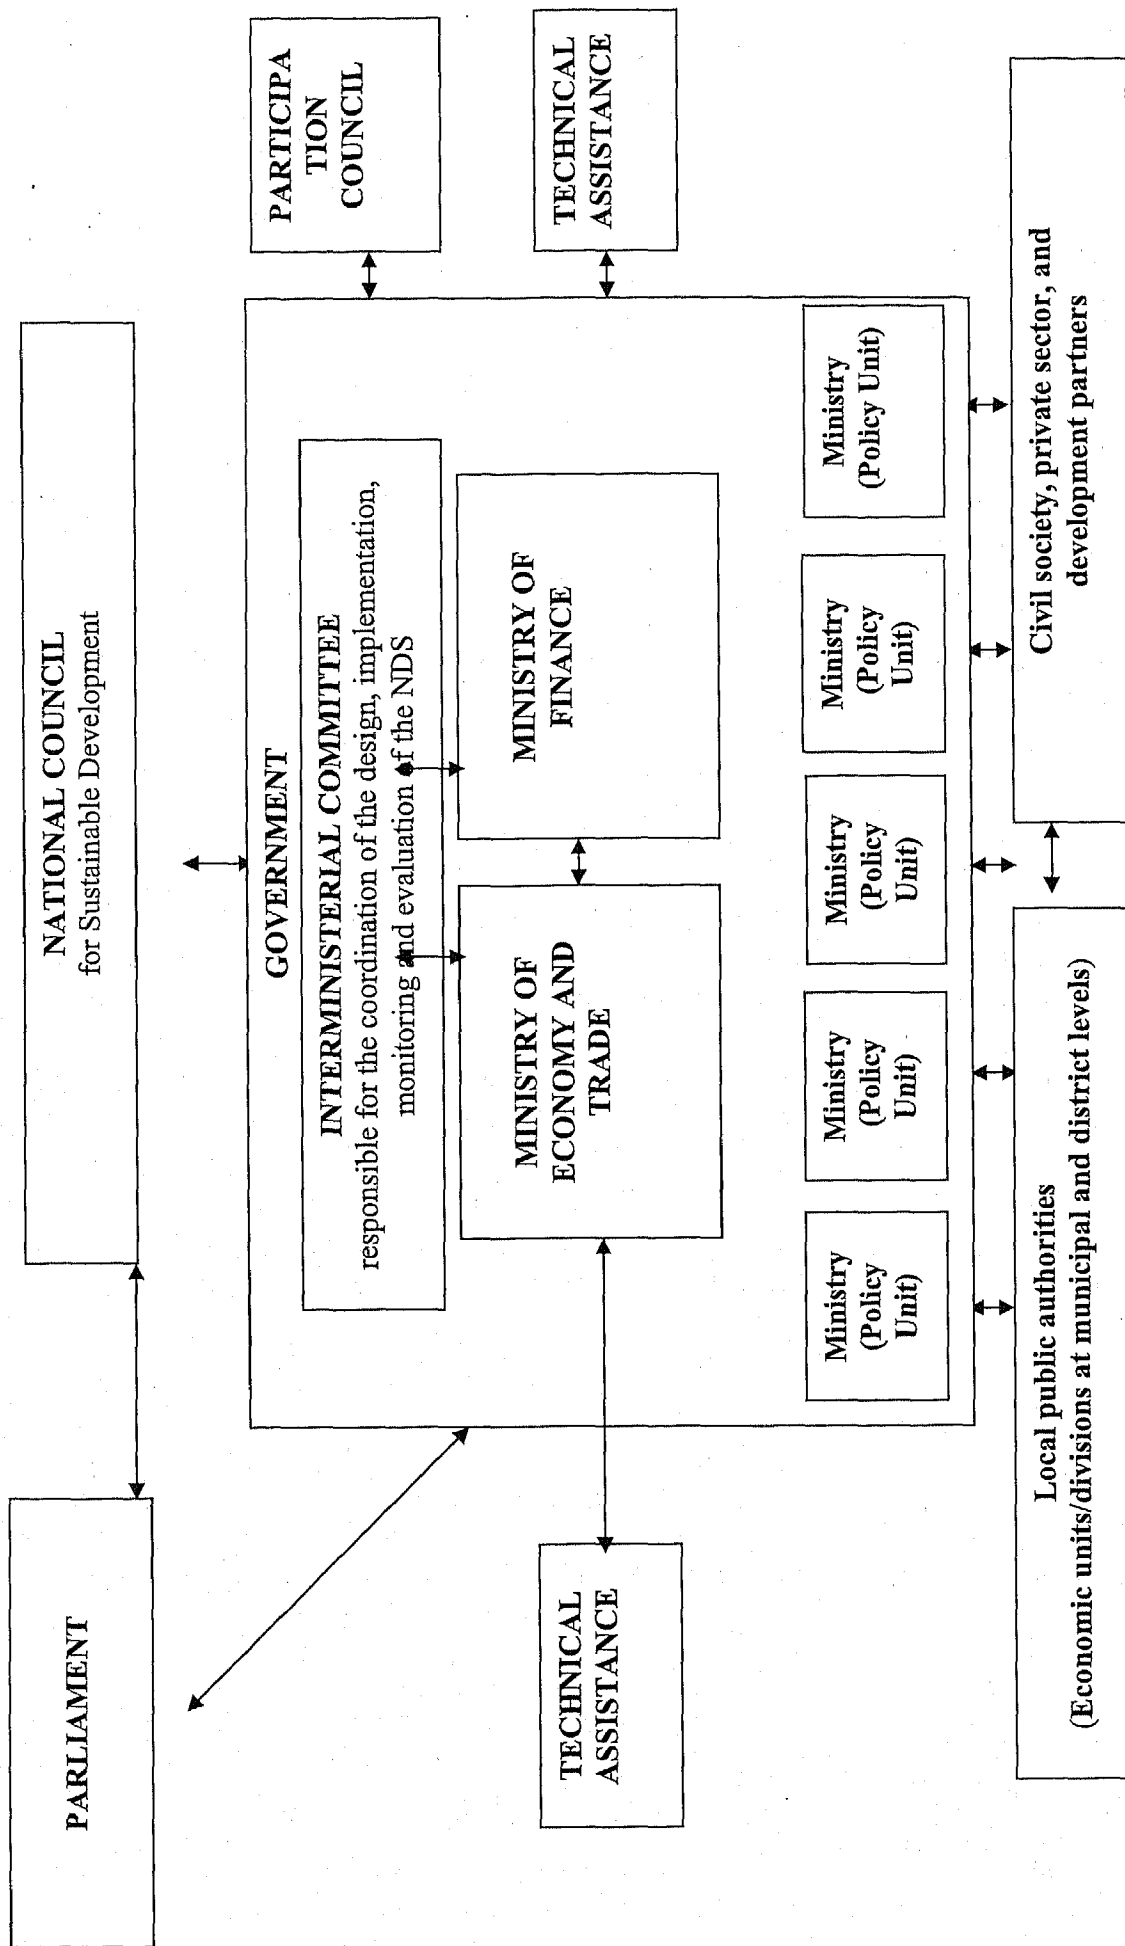 PARLIAMENT
NATIONAL COUNCIL
for Sustainable Development
GOVERNMENT
INTERMINISTERIAL COMMITTEE
responsible for the coordination of the design, implementation,
monitoring and evaluation of the NDS
PARTICIPA
TION
COUNCIL
TECHNICAL
ASSISTANCE
MINISTRY OF
ECONOMY AND
TRADE
MINISTRY OF
FINANCE
TECHNICAL
ASSISTANCE
Ministry
(Policy
Unit)
Ministry
(Policy
Unit)
Ministry
(Policy
Unit)
Ministry
(Policy
Unit)
Ministry
(Policy Unit)
Local public authorities
(Economic units/divisions at municipal and district levels)
Civil society, private sector, and
development partners